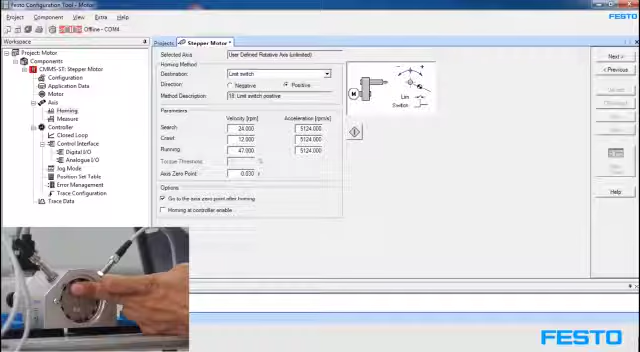 Festo Configuration Tool - Motor
Project Component View Extra Help
FESTO
Offline - COM4
Workspace
Projects Stepper Motor *
Project: Motor
Components
CMMS-ST: Stepper Motor
Configuration
Application Data
Motor
Axis
Homing
Measure
Controller
Closed Loop
Control Interface
Digital I/O
Analogue I/O
Jog Mode
Position Set Table
Error Management
Trace Configuration
Trace Data
Selected Axis User Defined Rotative Axis (unlimited)
Homing Method
Destination: Limit switch
Direction: Negative Positive
Method Description: 18: Limit switch positive
Parameters
Velocity [rpm] Acceleration [rpm/s]
Search: 24.000 5124.000
Crawl: 12.000 5124.000
Running: 47.000 5124.000
Torque Threshold: %
Axis Zero Point: r
Options
Go to the axis zero point after homing
Homing at controller enable
M
- +
Lim
Switch
Next >
< Previous
Help
FESTO